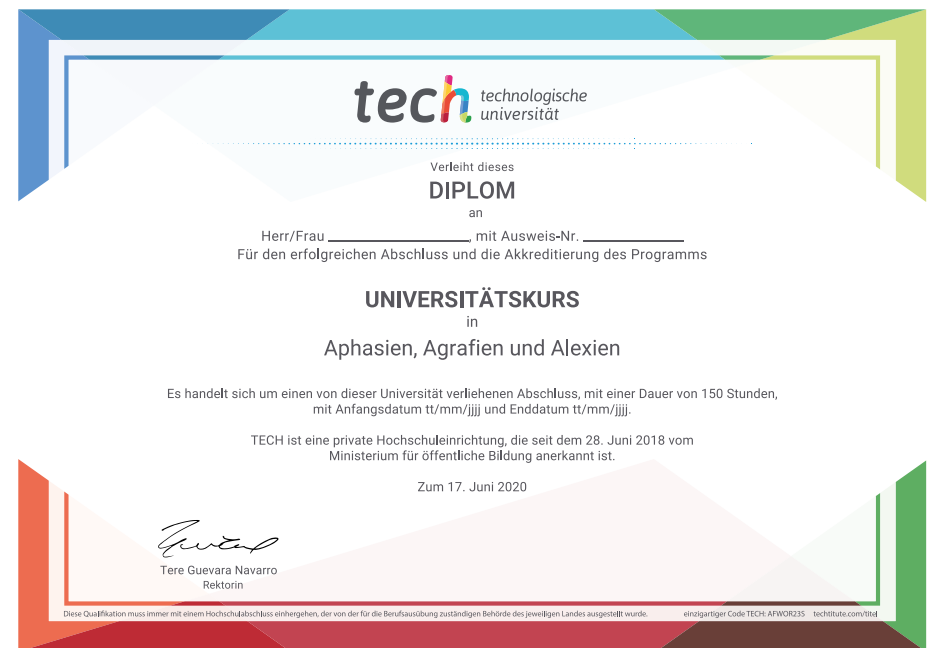 tech technologische
universität
Verleiht dieses
DIPLOM
an
Herr/Frau ____________, mit Ausweis-Nr. ____________
Für den erfolgreichen Abschluss und die Akkreditierung des Programms
UNIVERSITÄTSKURS
in
Aphasien, Agrafien und Alexien
Es handelt sich um einen von dieser Universität verliehenen Abschluss, mit einer Dauer von 150 Stunden,
mit Anfangsdatum tt/mm/jjjj und Enddatum tt/mm/jjjj.
TECH ist eine private Hochschuleinrichtung, die seit dem 28. Juni 2018 vom
Ministerium für öffentliche Bildung anerkannt ist.
Zum 17. Juni 2020
Tere Guevara Navarro
Rektorin
Diese Qualifikation muss immer mit einem Hochschulabschluss einhergehen, der von der für die Berufsausübung zuständigen Behörde des jeweiligen Landes ausgestellt wurde. einzigartiger Code TECH: AFWOR23S techtitute.com/titel